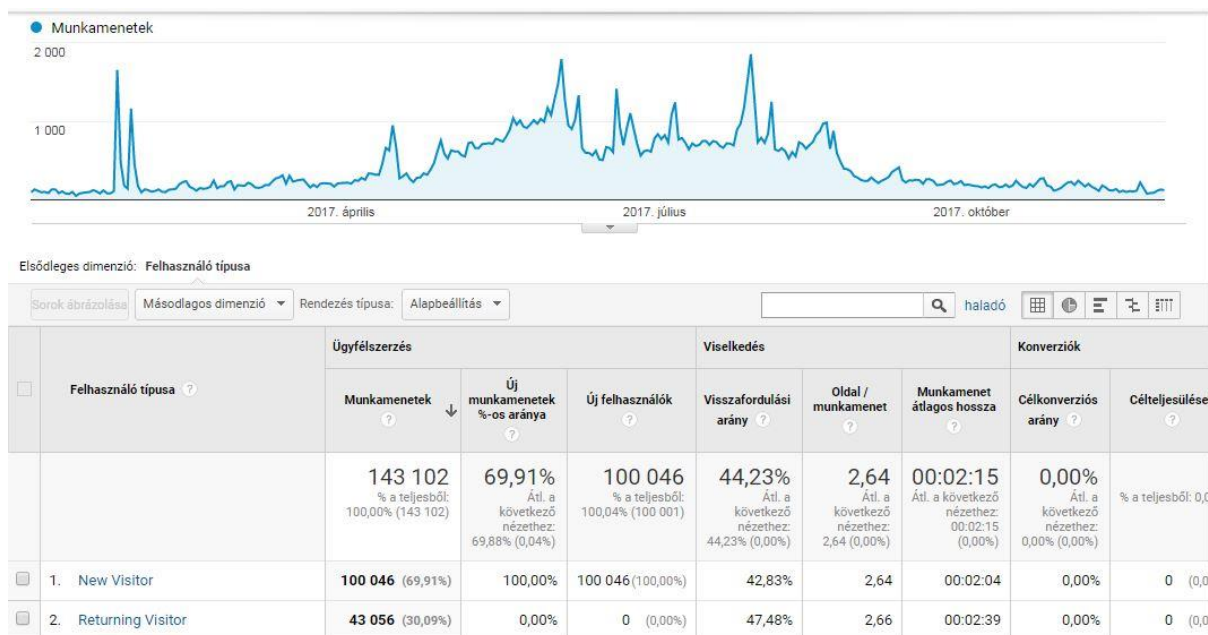 Munkamenetek
2 000
1 000
2017. április 2017. július 2017. október
Elsődleges dimenzió: Felhasználó típusa
Sorok ábrázolása Másodlagos dimenzió Rendezés típusa: Alapbeállítás haladó
Felhasználó típusa ?
Ügyfélszerzés
Viselkedés
Konverziók
Munkamenetek
?
Új
munkamenetek
%-os aránya
?
Új felhasználók
?
Visszafordulási
arány ?
Oldal /
munkamenet
?
Munkamenet
átlagos hossza
?
Célkonverziós
arány ?
Célteljesülése
?
143 102
% a teljesből:
100,00% (143 102)
69,91%
Átl. a
következő
nézethez:
69,88% (0,04%)
100 046
% a teljesből:
100,04% (100 001)
44,23%
Átl. a
következő
nézethez:
44,23% (0,00%)
2,64
Átl. a
következő
nézethez:
2,64 (0,00%)
00:02:15
Átl. a következő
nézethez:
00:02:15
(0,00%)
0,00%
Átl. a
következő
nézethez:
0,00% (0,00%)
% a teljesből: 0,0
1. New Visitor 100 046 (69,91%) 100,00% 100 046 (100,00%) 42,83% 2,64 00:02:04 0,00% 0 (0,0
2. Returning Visitor 43 056 (30,09%) 0,00% 0 (0,00%) 47,48% 2,66 00:02:39 0,00% 0 (0,0